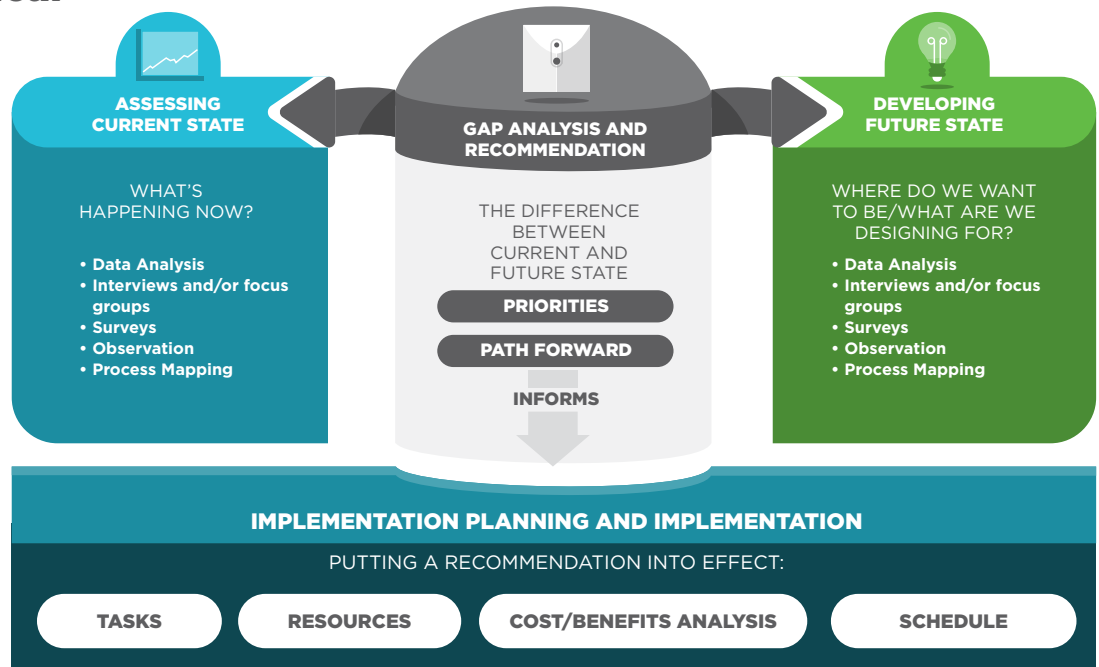 ASSESSING
CURRENT STATE
WHAT'S
HAPPENING NOW?
• Data Analysis
• Interviews and/or focus
groups
• Surveys
• Observation
• Process Mapping
GAP ANALYSIS AND
RECOMMENDATION
THE DIFFERENCE
BETWEEN
CURRENT AND
FUTURE STATE
PRIORITIES
PATH FORWARD
INFORMS
DEVELOPING
FUTURE STATE
WHERE DO WE WANT
TO BE/WHAT ARE WE
DESIGNING FOR?
• Data Analysis
• Interviews and/or focus
groups
• Surveys
• Observation
• Process Mapping
IMPLEMENTATION PLANNING AND IMPLEMENTATION
PUTTING A RECOMMENDATION INTO EFFECT:
TASKS
RESOURCES
COST/BENEFITS ANALYSIS
SCHEDULE